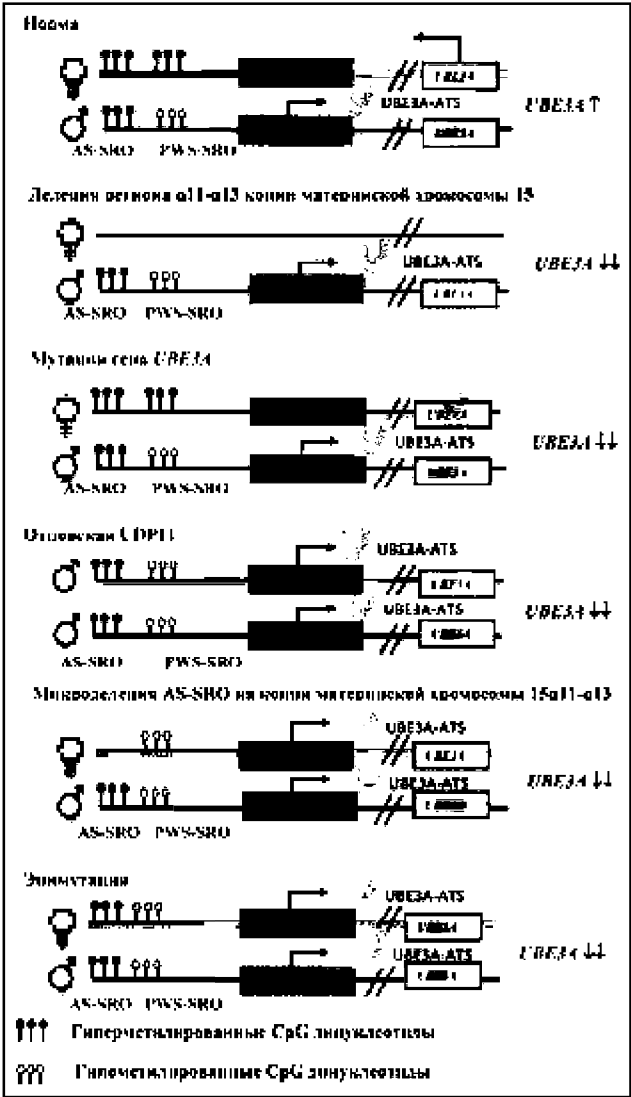 Норма
UBE3A-ATS
UBE3A ↑
AS-SRO PWS-SRO
Делеция региона q11-q13 копии материнской хромосомы 15
UBE3A-ATS
UBE3A ↓↓
AS-SRO PWS-SRO
Мутации гена UBE3A
UBE3A-ATS
UBE3A ↓↓
AS-SRO PWS-SRO
Отцовская
UBE3A-ATS
UBE3A-ATS
UBE3A ↓↓
AS-SRO PWS-SRO
Микроделеция AS-SRO на копии материнской хромосомы 15q11-q13
UBE3A-ATS
UBE3A ↓↓
UBE3A-ATS
AS-SRO PWS-SRO
Эпимутация
UBE3A-ATS
UBE3A ↓↓
UBE3A-ATS
AS-SRO PWS-SRO
Гиперметилированные CpG динуклеотиды
Гипометилированные CpG динуклеотиды